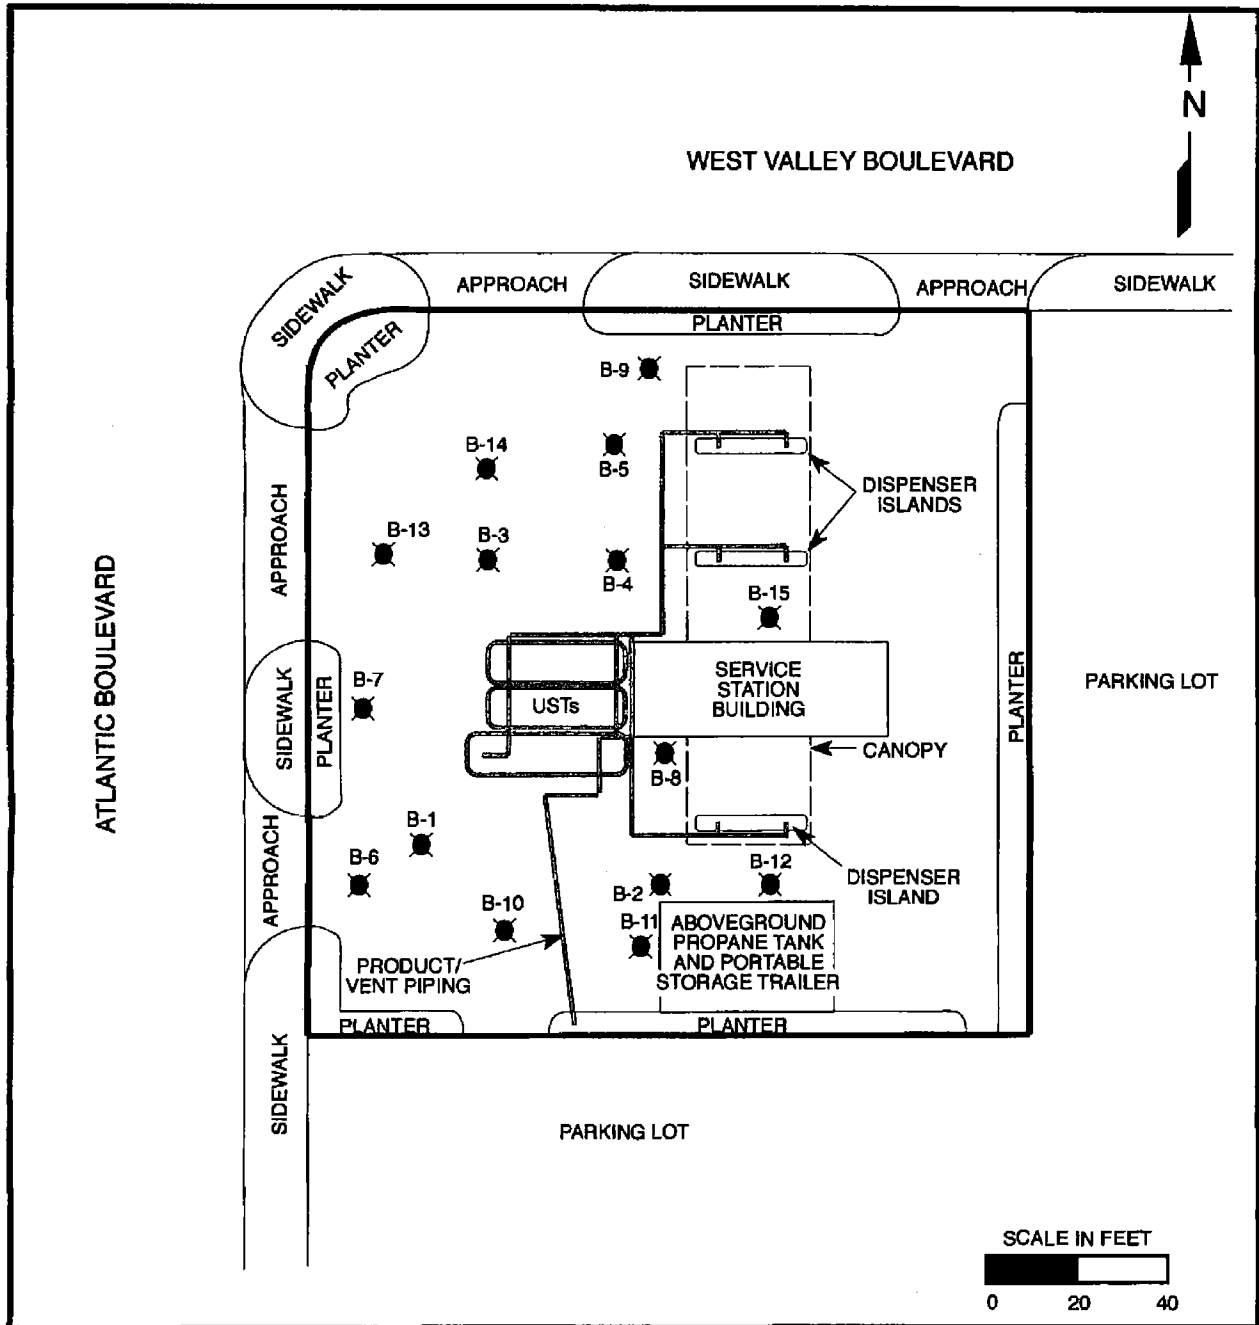 N
WEST VALLEY BOULEVARD
SIDEWALK
APPROACH
SIDEWALK
APPROACH
SIDEWALK
PLANTER
PLANTER
B-9
B-14
B-5
DISPENSER
ISLANDS
APPROACH
B-13
B-3
B-4
B-15
ATLANTIC BOULEVARD
SIDEWALK
PLANTER
B-7
USTs
SERVICE
STATION
BUILDING
PLANTER
PARKING LOT
CANOPY
B-8
B-1
B-6
APPROACH
B-10
B-2
B-12
DISPENSER
ISLAND
B-11
ABOVEGROUND
PROPANE TANK
AND PORTABLE
STORAGE TRAILER
PRODUCT/
VENT PIPING
PLANTER
PLANTER
SIDEWALK
PARKING LOT
SCALE IN FEET
0 20 40